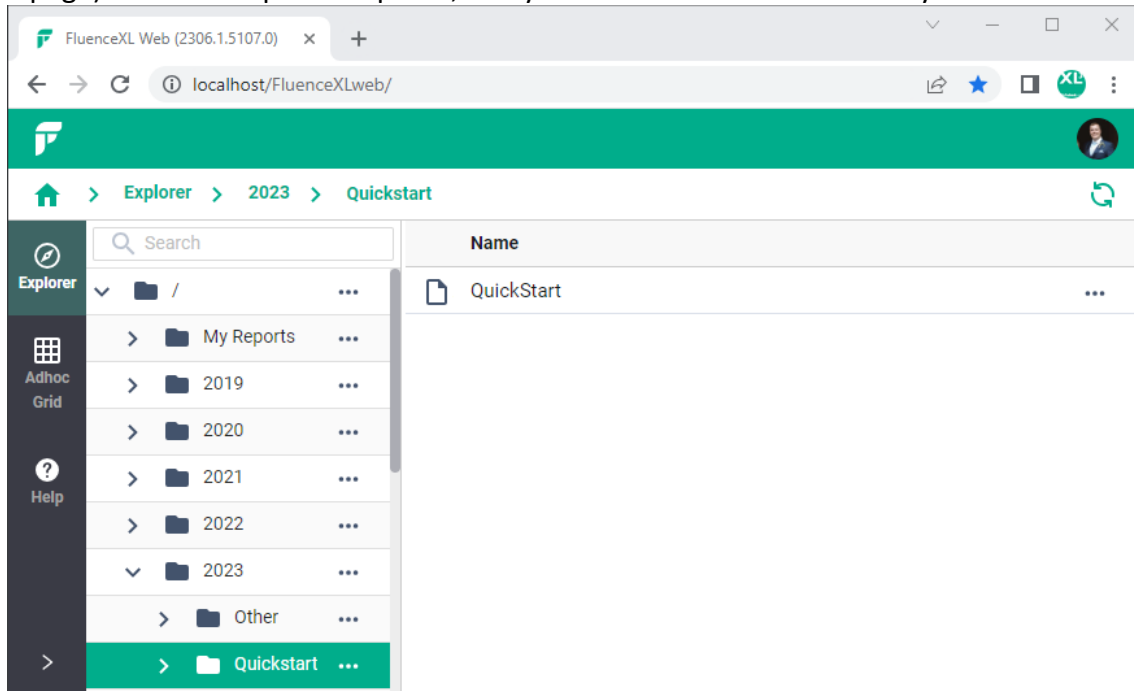 FluenceXL Web (2306.1.5107.0)
localhost/FluenceXLweb/
XL
Explorer > 2023 > Quickstart
Search
Name
Explorer
/
QuickStart
My Reports
Adhoc
Grid
2019
2020
Help
2021
2022
2023
Other
Quickstart